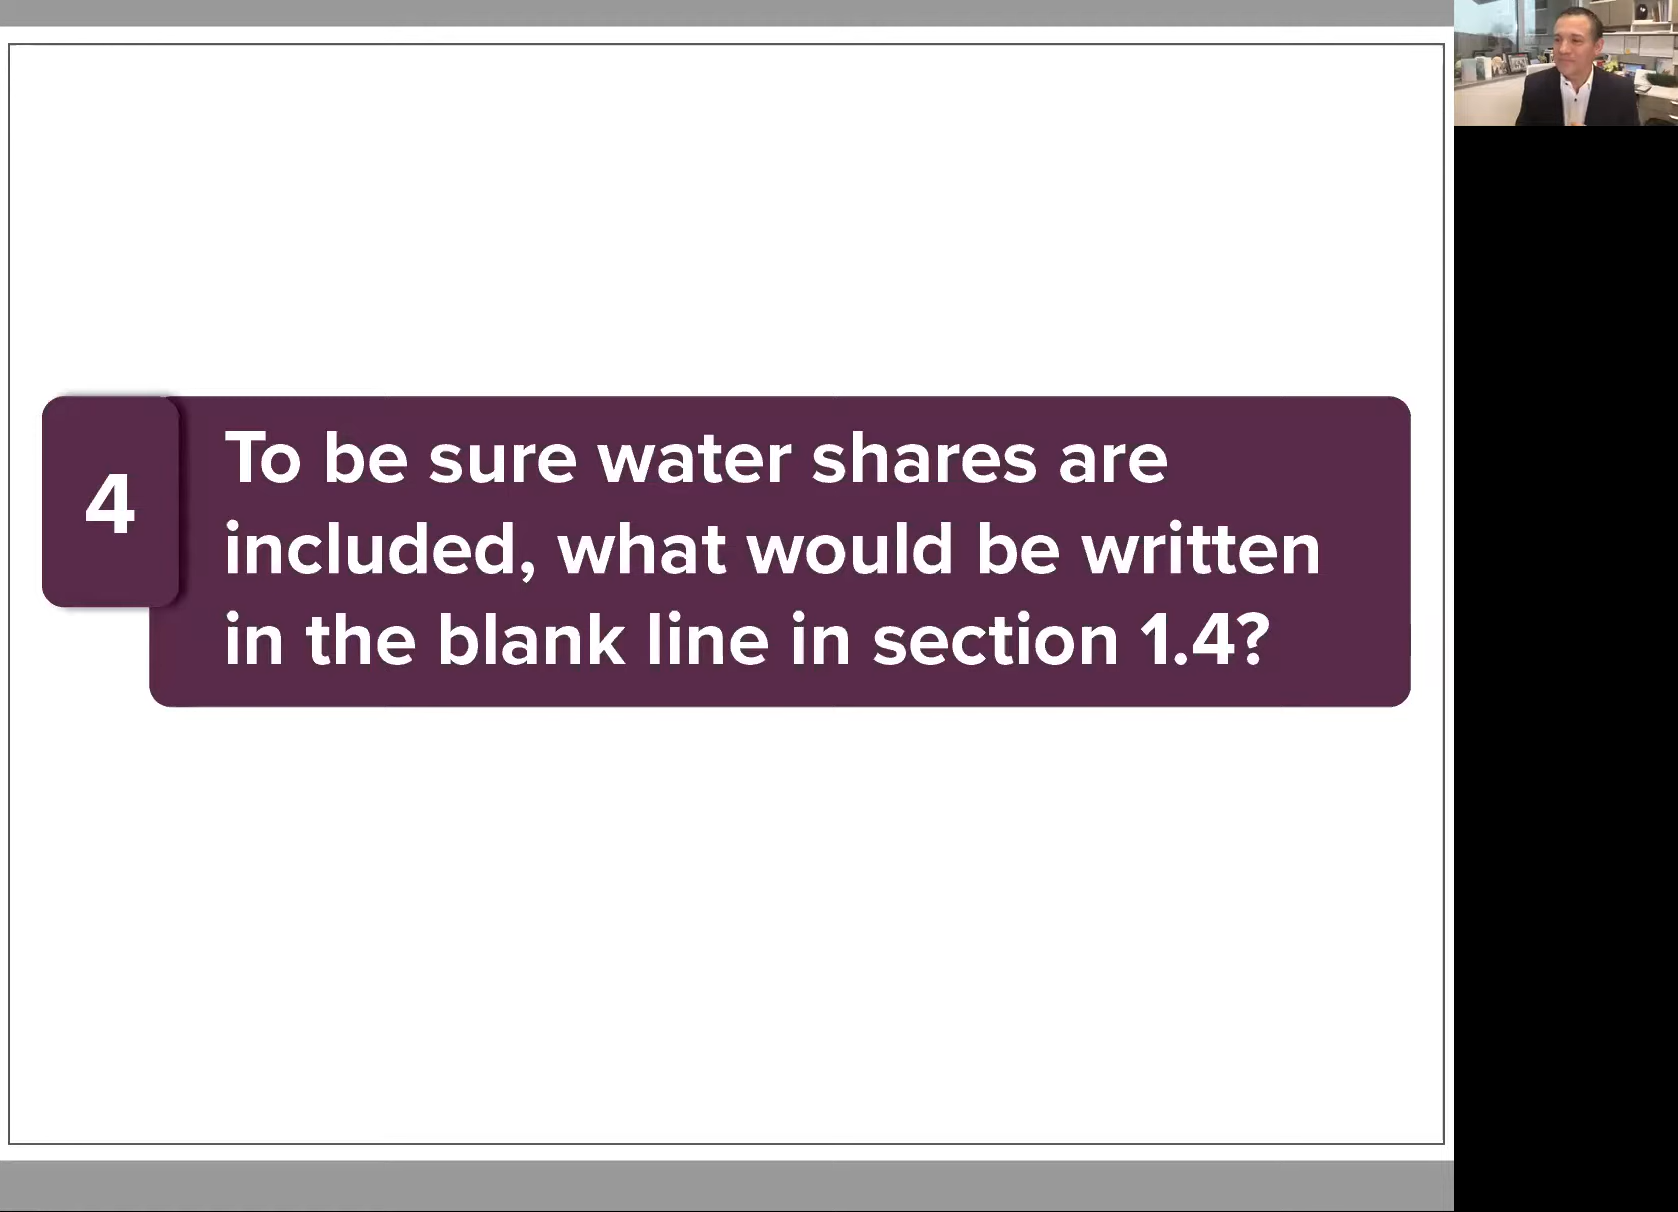 4
To be sure water shares are
included, what would be written
in the blank line in section 1.4?